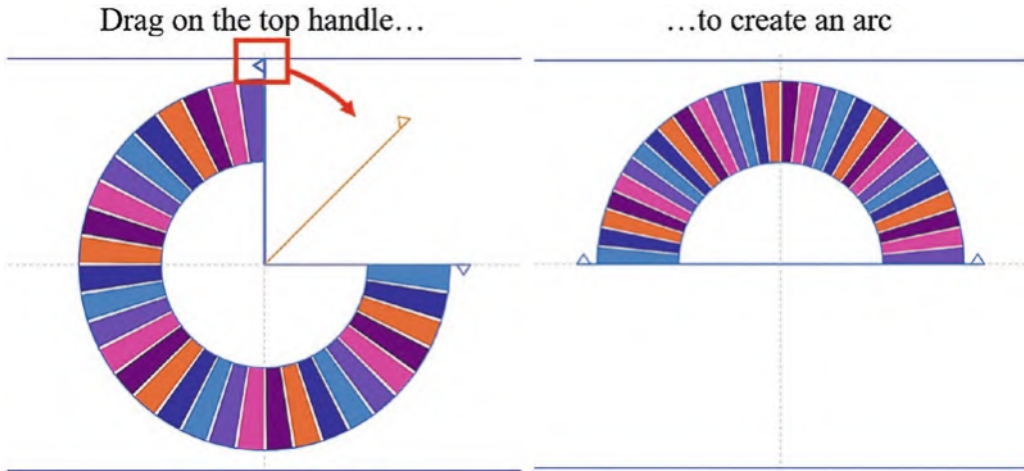 Drag on the top handle…
…to create an arc